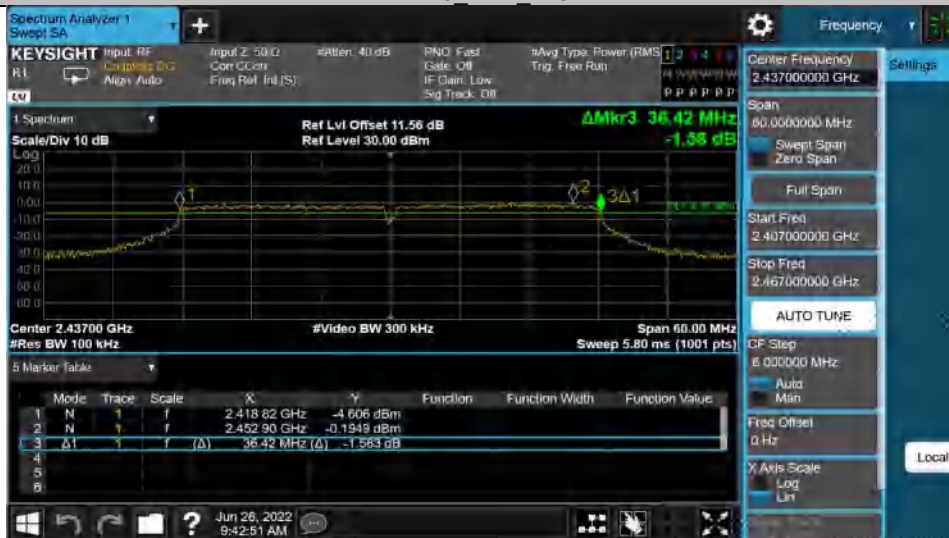 Spectrum Analyzer 1
Swept SA
+
Frequency
KEYSIGHT
R1
LXI
Input: RF
Coupling: DC
Align: Auto
Input Z: 50 Ω
Corr CCorr
Freq Ref: Int (S)
#Atten: 40 dB
PNO: Fast
Gate: Off
IF Gain: Low
Sig Track: Off
#Avg Type: Power (RMS
Trig: Free Run
1 2 3 4 5 6
P P P P P P
1 Spectrum
Scale/Div 10 dB
Ref Lvl Offset 11.56 dB
Ref Level 30.00 dBm
ΔMkr3 36.42 MHz
-1.58 dB
Log
20.0
10.0
0.00
-10.0
-20.0
-30.0
-40.0
-50.0
-60.0
1
2
3Δ1
Center 2.43700 GHz
#Res BW 100 kHz
#Video BW 300 kHz
Span 60.00 MHz
Sweep 5.80 ms (1001 pts)
5 Marker Table
Mode Trace Scale X Y Function Function Width Function Value
1 N 1 f 2.418 82 GHz -4.606 dBm
2 N 1 f 2.452 90 GHz -0.1949 dBm
3 Δ1 1 f (Δ) 36.42 MHz (Δ) -1.583 dB
4
5
6
Jun 26, 2022
9:42:51 AM
Center Frequency
2.437000000 GHz
Settings
Span
60.0000000 MHz
Swept Span
Zero Span
Full Span
Start Freq
2.407000000 GHz
Stop Freq
2.467000000 GHz
AUTO TUNE
CF Step
6.000000 MHz
Auto
Man
Freq Offset
0 Hz
X Axis Scale
Log
Lin
Local